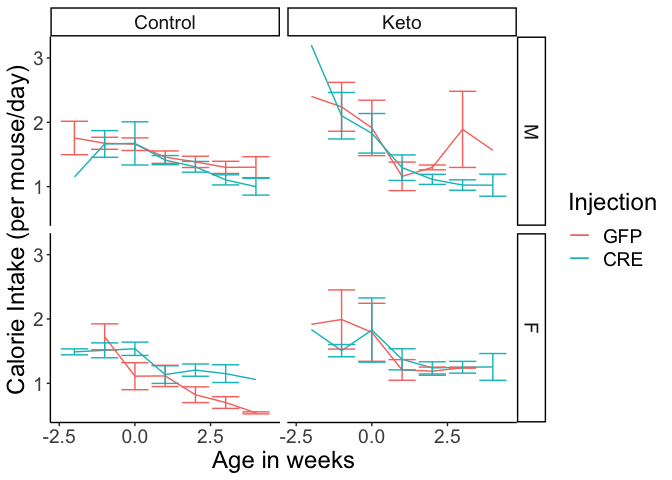 Control Keto
Calorie Intake (per mouse/day)
3
2
1
M
3
2
1
F
-2.5 0.0 2.5 -2.5 0.0 2.5
Age in weeks
Injection
GFP
CRE